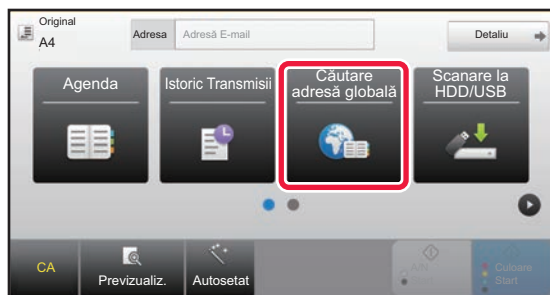 Original
A4
Adresa
Adresă E-mail
Detaliu
Agenda
Istoric Transmisii
Căutare
adresă globală
Scanare la
HDD/USB
CA
Previzualiz.
Autosetat
A/N
Start
Culoare
Start